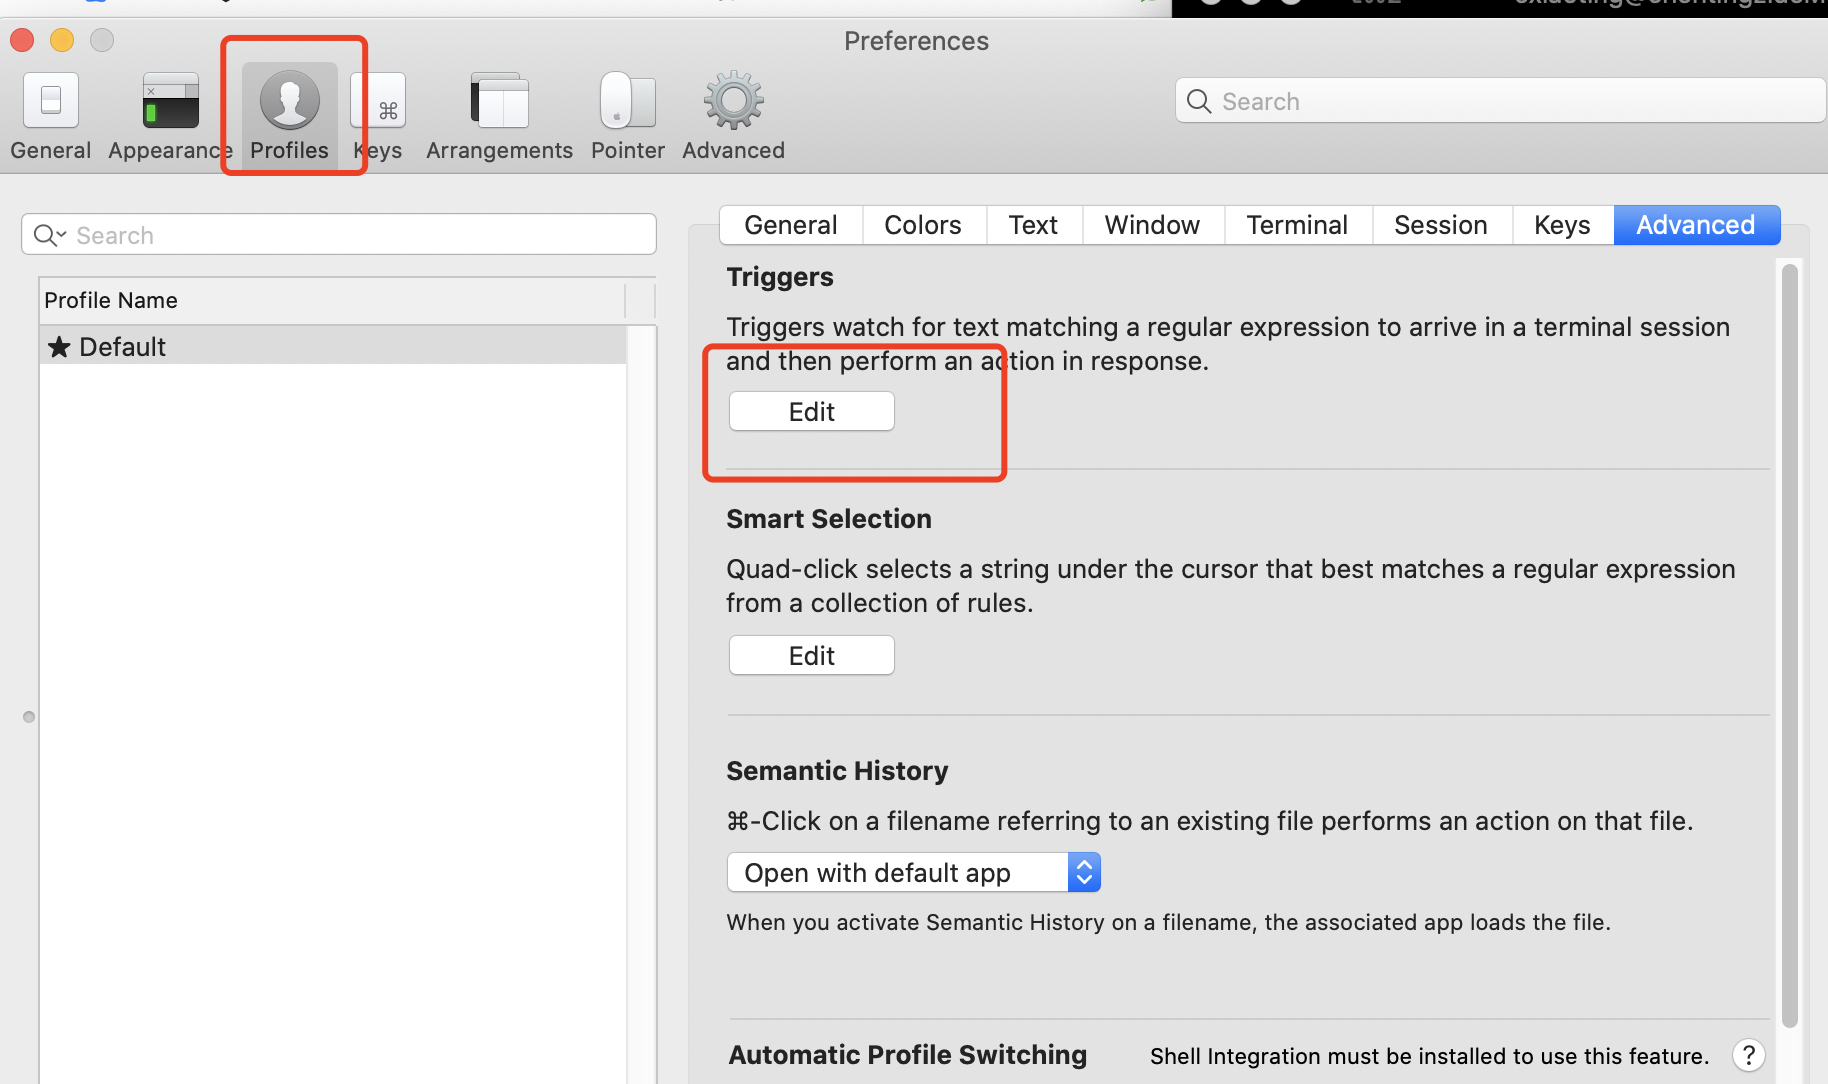 Preferences
General
Appearance
Profiles
Keys
Arrangements
Pointer
Advanced
Search
Search
General
Colors
Text
Window
Terminal
Session
Keys
Advanced
Profile Name
★ Default
Triggers
Triggers watch for text matching a regular expression to arrive in a terminal session
and then perform an action in response.
Edit
Smart Selection
Quad-click selects a string under the cursor that best matches a regular expression
from a collection of rules.
Edit
Semantic History
⌘-Click on a filename referring to an existing file performs an action on that file.
Open with default app
When you activate Semantic History on a filename, the associated app loads the file.
Automatic Profile Switching
Shell Integration must be installed to use this feature.
?